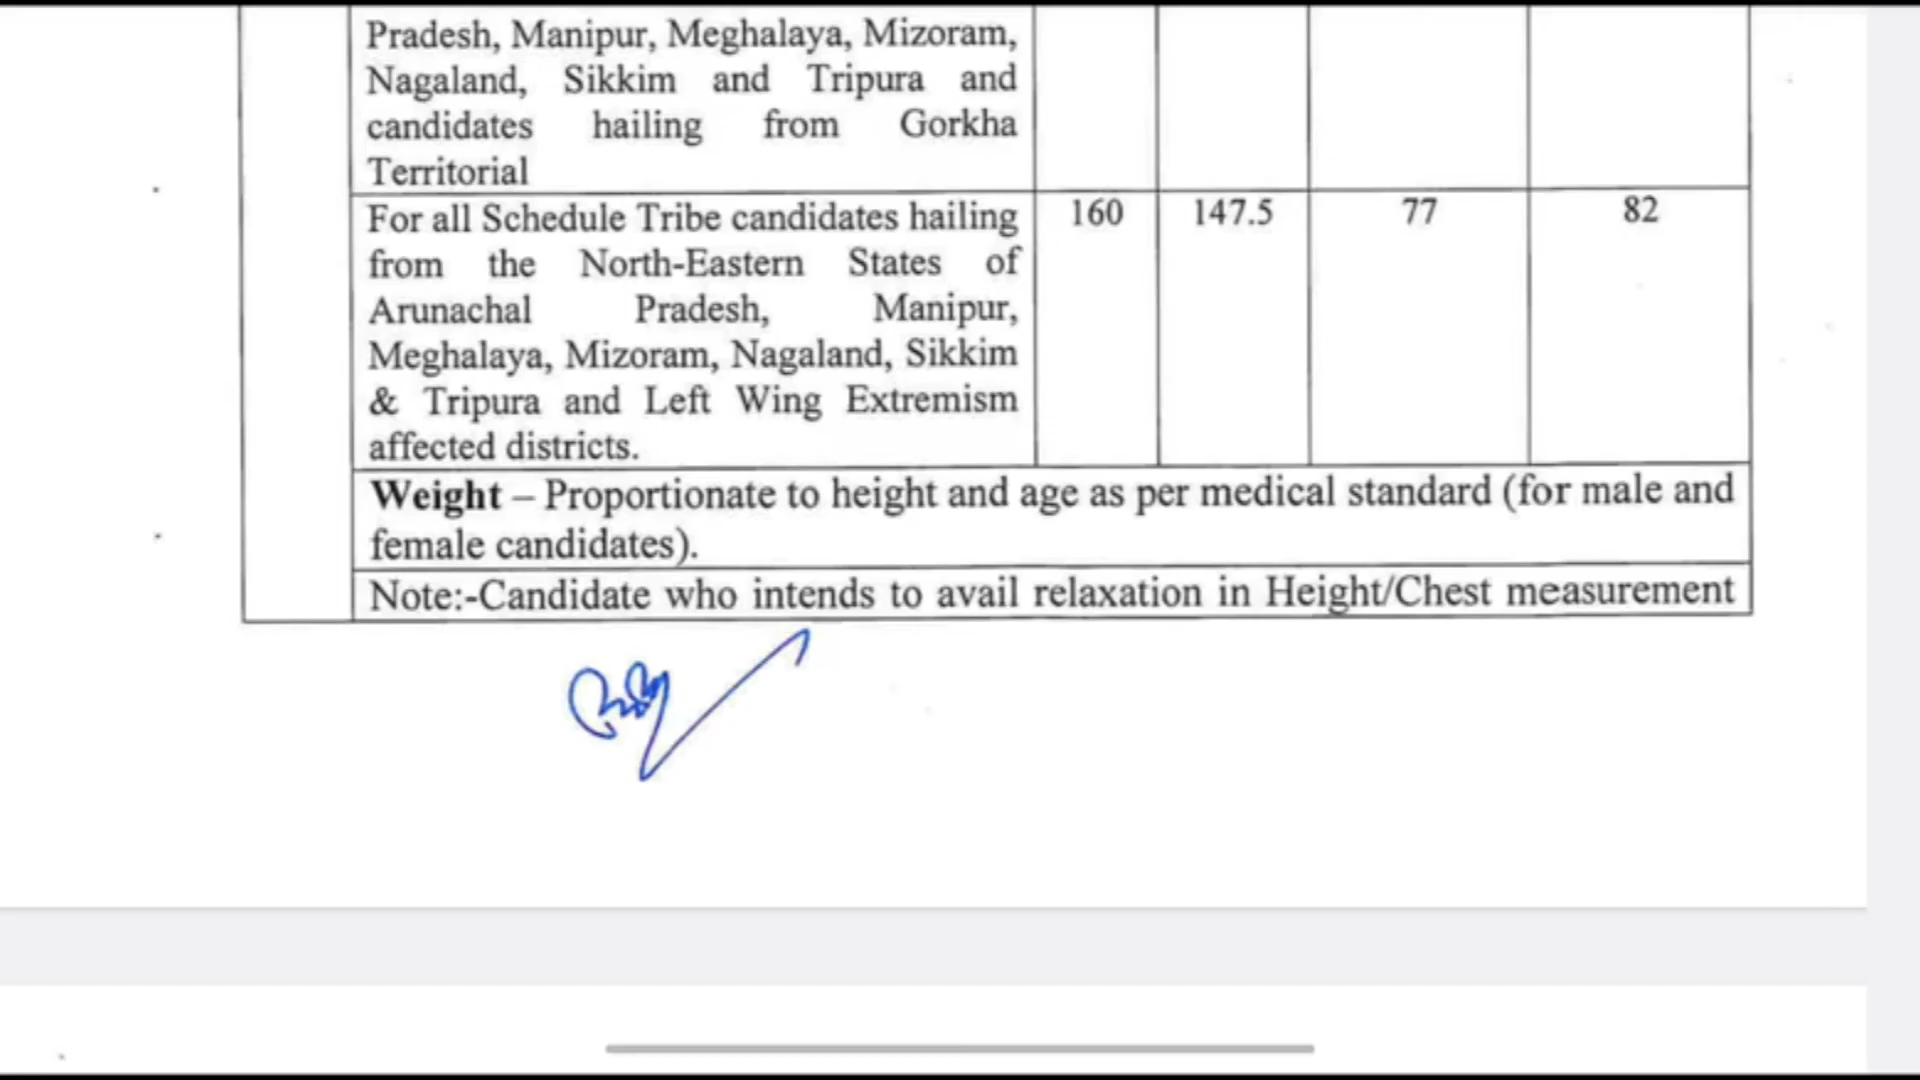 Pradesh, Manipur, Meghalaya, Mizoram,
Nagaland, Sikkim and Tripura and
candidates hailing from Gorkha
Territorial
For all Schedule Tribe candidates hailing 160 147.5 77 82
from the North-Eastern States of
Arunachal Pradesh, Manipur,
Meghalaya, Mizoram, Nagaland, Sikkim
& Tripura and Left Wing Extremism
affected districts.
Weight – Proportionate to height and age as per medical standard (for male and
female candidates).
Note:-Candidate who intends to avail relaxation in Height/Chest measurement